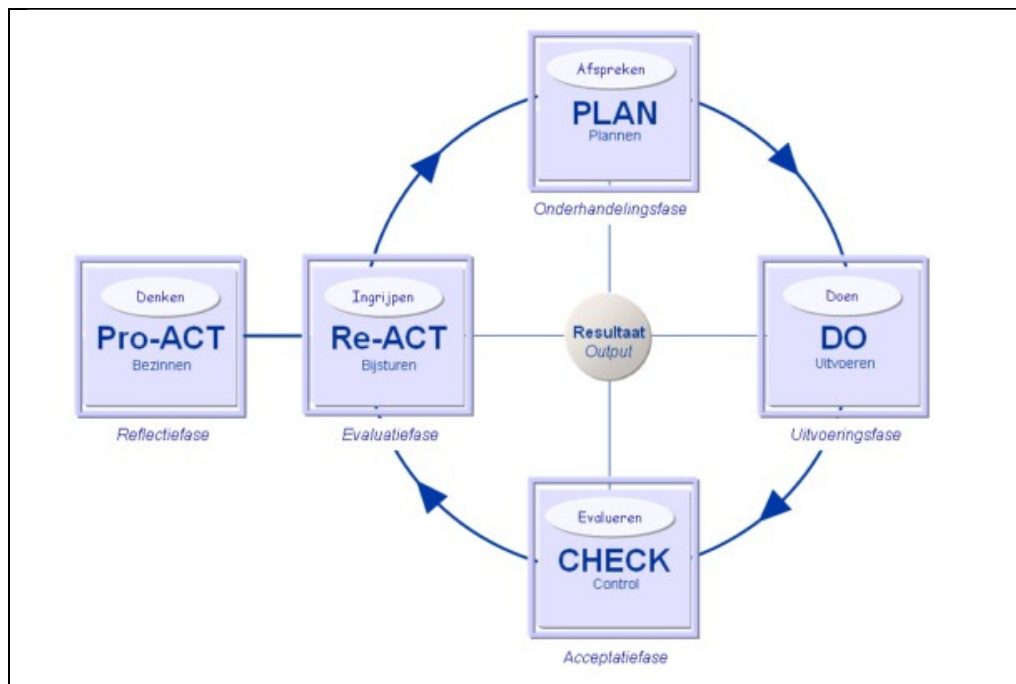 Afspreken
PLAN
Plannen
Onderhandelingsfase
Denken
Pro-ACT
Bezinnen
Reflectiefase
Ingrijpen
Re-ACT
Bijsturen
Evaluatiefase
Resultaat
Output
Doen
DO
Uitvoeren
Uitvoeringsfase
Evalueren
CHECK
Control
Acceptatiefase